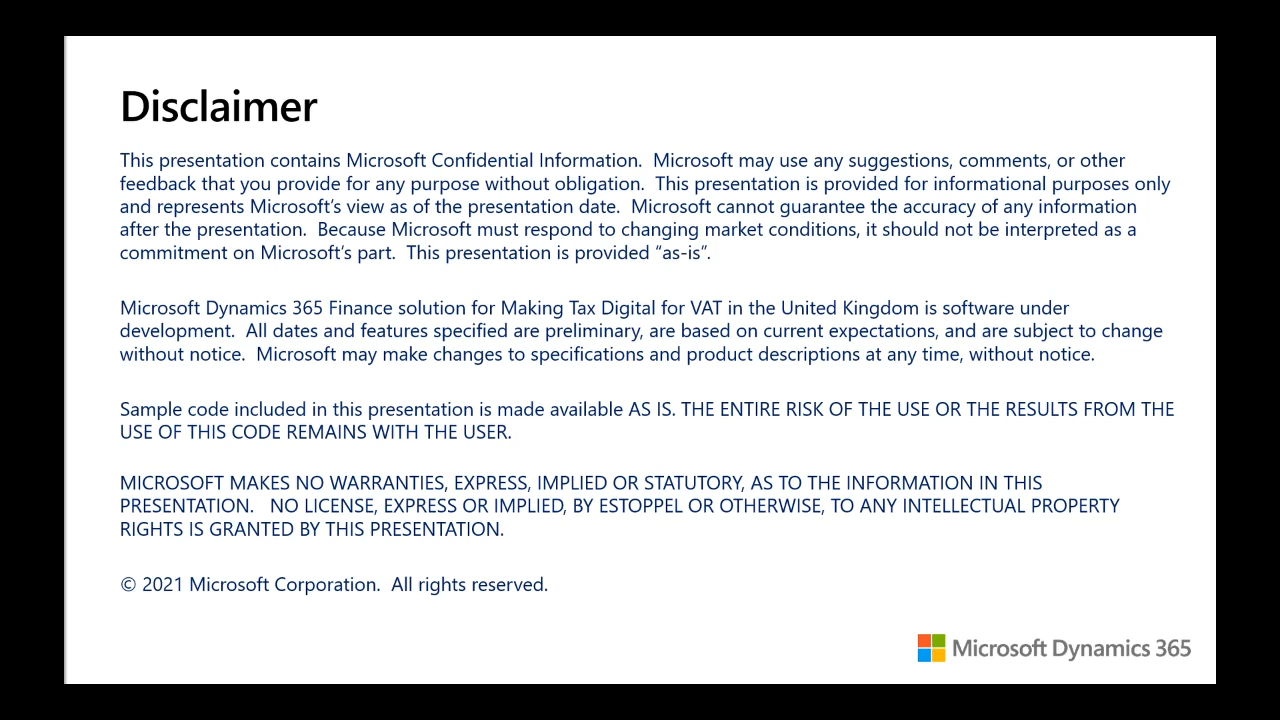 Disclaimer
This presentation contains Microsoft Confidential Information.  Microsoft may use any suggestions, comments, or other
feedback that you provide for any purpose without obligation.  This presentation is provided for informational purposes only
and represents Microsoft's view as of the presentation date.  Microsoft cannot guarantee the accuracy of any information
after the presentation.  Because Microsoft must respond to changing market conditions, it should not be interpreted as a
commitment on Microsoft's part.  This presentation is provided “as-is”.
Microsoft Dynamics 365 Finance solution for Making Tax Digital for VAT in the United Kingdom is software under
development.  All dates and features specified are preliminary, are based on current expectations, and are subject to change
without notice.  Microsoft may make changes to specifications and product descriptions at any time, without notice.
Sample code included in this presentation is made available AS IS. THE ENTIRE RISK OF THE USE OR THE RESULTS FROM THE
USE OF THIS CODE REMAINS WITH THE USER.
MICROSOFT MAKES NO WARRANTIES, EXPRESS, IMPLIED OR STATUTORY, AS TO THE INFORMATION IN THIS
PRESENTATION.   NO LICENSE, EXPRESS OR IMPLIED, BY ESTOPPEL OR OTHERWISE, TO ANY INTELLECTUAL PROPERTY
RIGHTS IS GRANTED BY THIS PRESENTATION.
© 2021 Microsoft Corporation.  All rights reserved.
Microsoft Dynamics 365